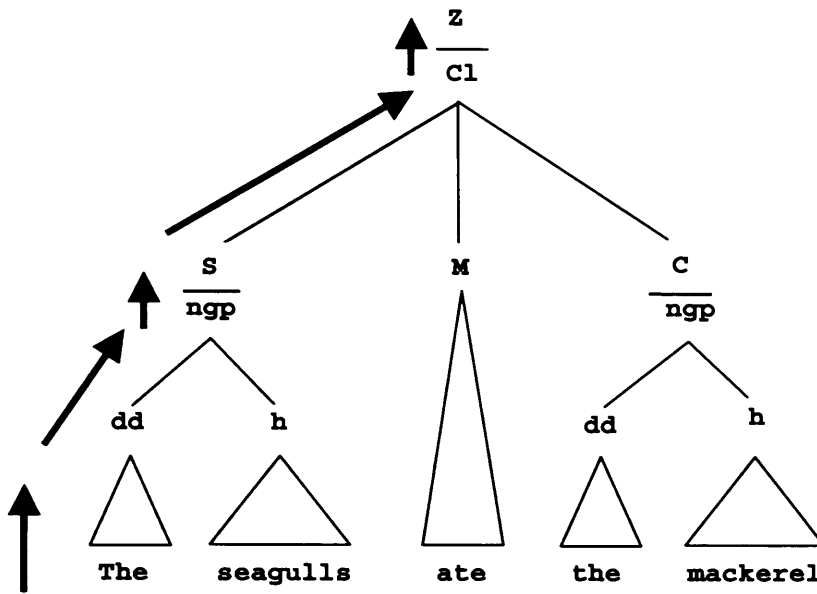 Z
Cl
S M C
ngp ngp
dd h dd h
The seagulls ate the mackerel